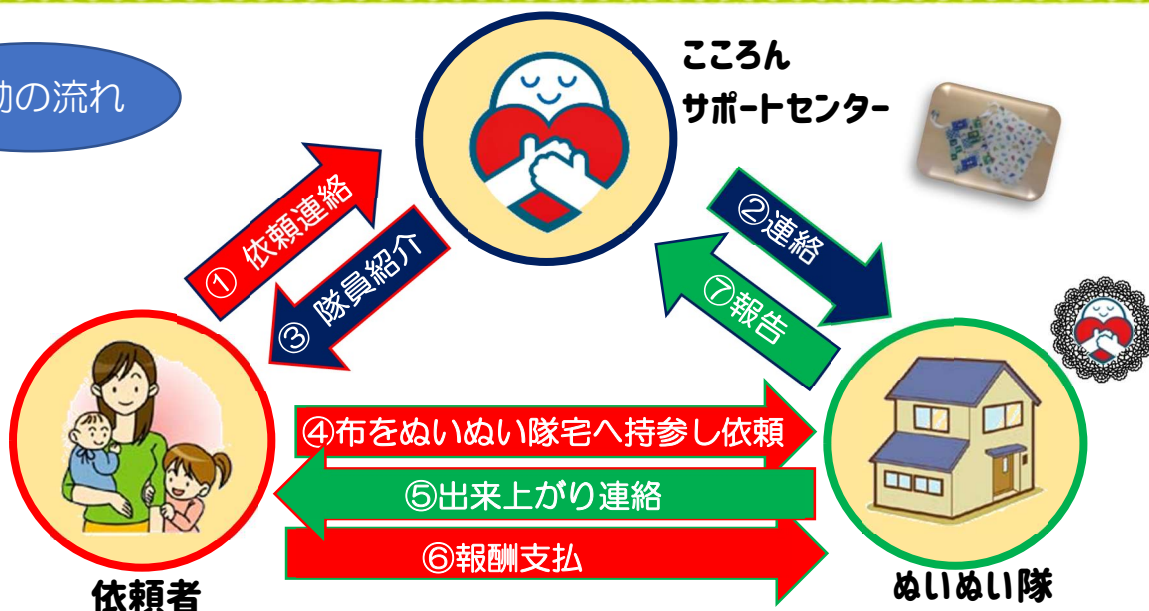 動の流れ
こころん
サポートセンター
① 依頼連絡
③ 隊員紹介
②連絡
⑦報告
④布をぬいぬい隊宅へ持参し依頼
⑤出来上がり連絡
⑥報酬支払
依頼者
ぬいぬい隊